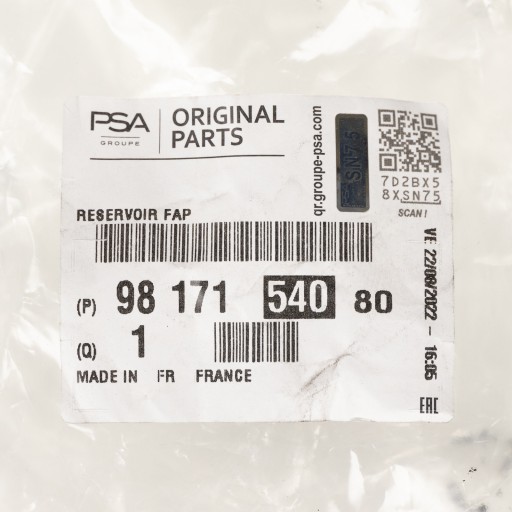 PSA
GROUPE
ORIGINAL
PARTS
qr.groupe-psa.com
SN75
7D2BX5
8XSN75
SCAN!
RESERVOIR FAP
(P) 98 171 540 80
(Q) 1
MADE IN FR FRANCE
VE 22/08/2022 - 16:05
EAC